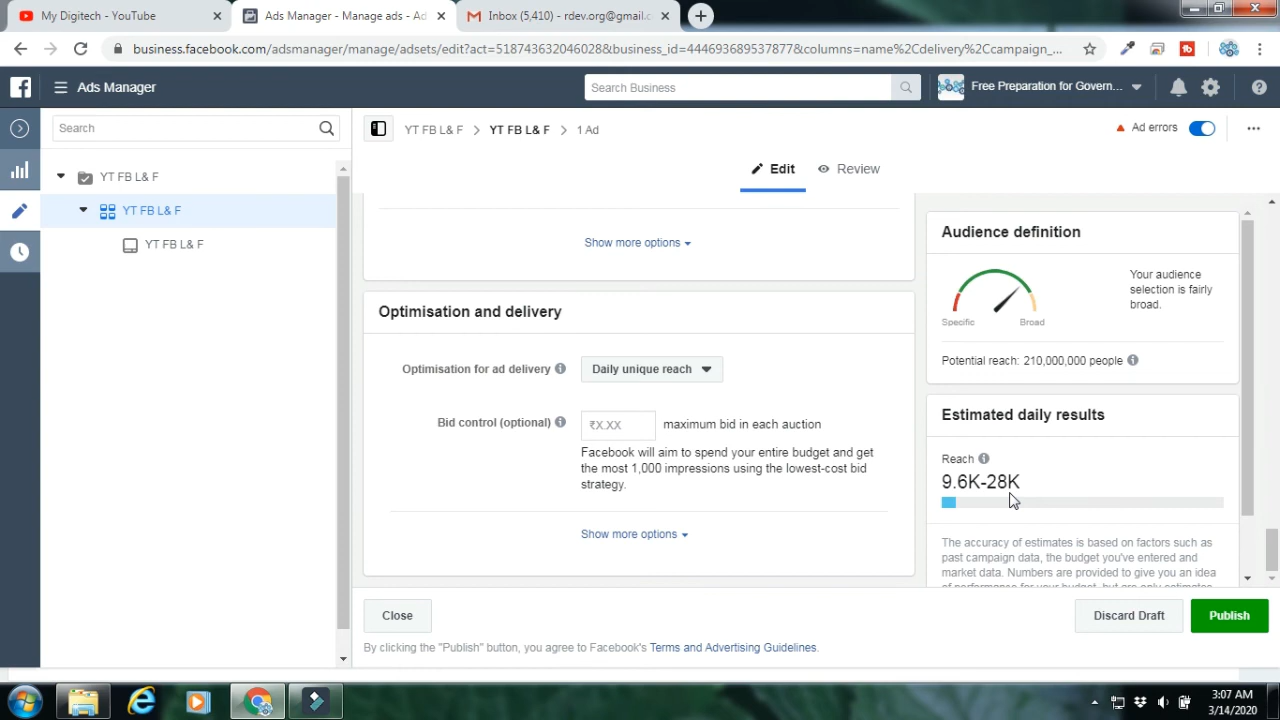 My Digitech - YouTube
Ads Manager - Manage ads - Ad
Inbox (5,410) - rdev.org@gmail.c
business.facebook.com/adsmanager/manage/adsets/edit?act=518743632046028&business_id=4446936895378777&columns=name%2Cdelivery%2Ccampaign_...
Ads Manager
Search Business
Free Preparation for Govern...
Search
YT FB L& F
YT FB L& F
YT FB L& F
YT FB L& F > YT FB L& F > 1 Ad
Ad errors
Edit
Review
Show more options
Optimisation and delivery
Optimisation for ad delivery
Daily unique reach
Bid control (optional)
₹X.XX
maximum bid in each auction
Facebook will aim to spend your entire budget and get
the most 1,000 impressions using the lowest-cost bid
strategy.
Show more options
Audience definition
Specific
Broad
Your audience
selection is fairly
broad.
Potential reach: 210,000,000 people
Estimated daily results
Reach
9.6K-28K
The accuracy of estimates is based on factors such as
past campaign data, the budget you've entered and
market data. Numbers are provided to give you an idea
of performance for your budget, but are only estimates
Close
Discard Draft
Publish
By clicking the "Publish" button, you agree to Facebook's Terms and Advertising Guidelines.
3:07 AM
3/14/2020